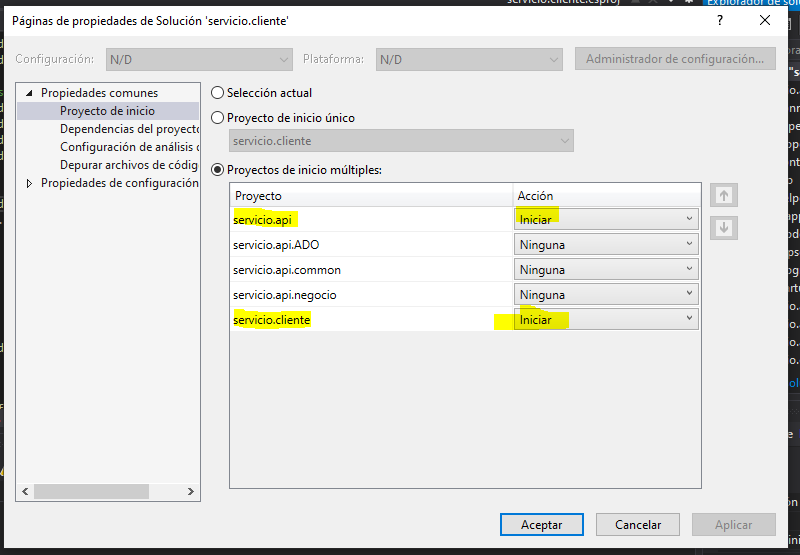 servicio.cliente.csproj
Páginas de propiedades de Solución 'servicio.cliente'
? 
Configuración: N/D Plataforma: N/D Administrador de configuración...
Propiedades comunes
Proyecto de inicio
Dependencias del proyecto
Configuración de análisis
Depurar archivos de códig
Propiedades de configuración
Selección actual
Proyecto de inicio único
servicio.cliente
Proyectos de inicio múltiples:
Proyecto Acción
servicio.api Iniciar
servicio.api.ADO Ninguna
servicio.api.common Ninguna
servicio.api.negocio Ninguna
servicio.cliente Iniciar
Aceptar Cancelar Aplicar